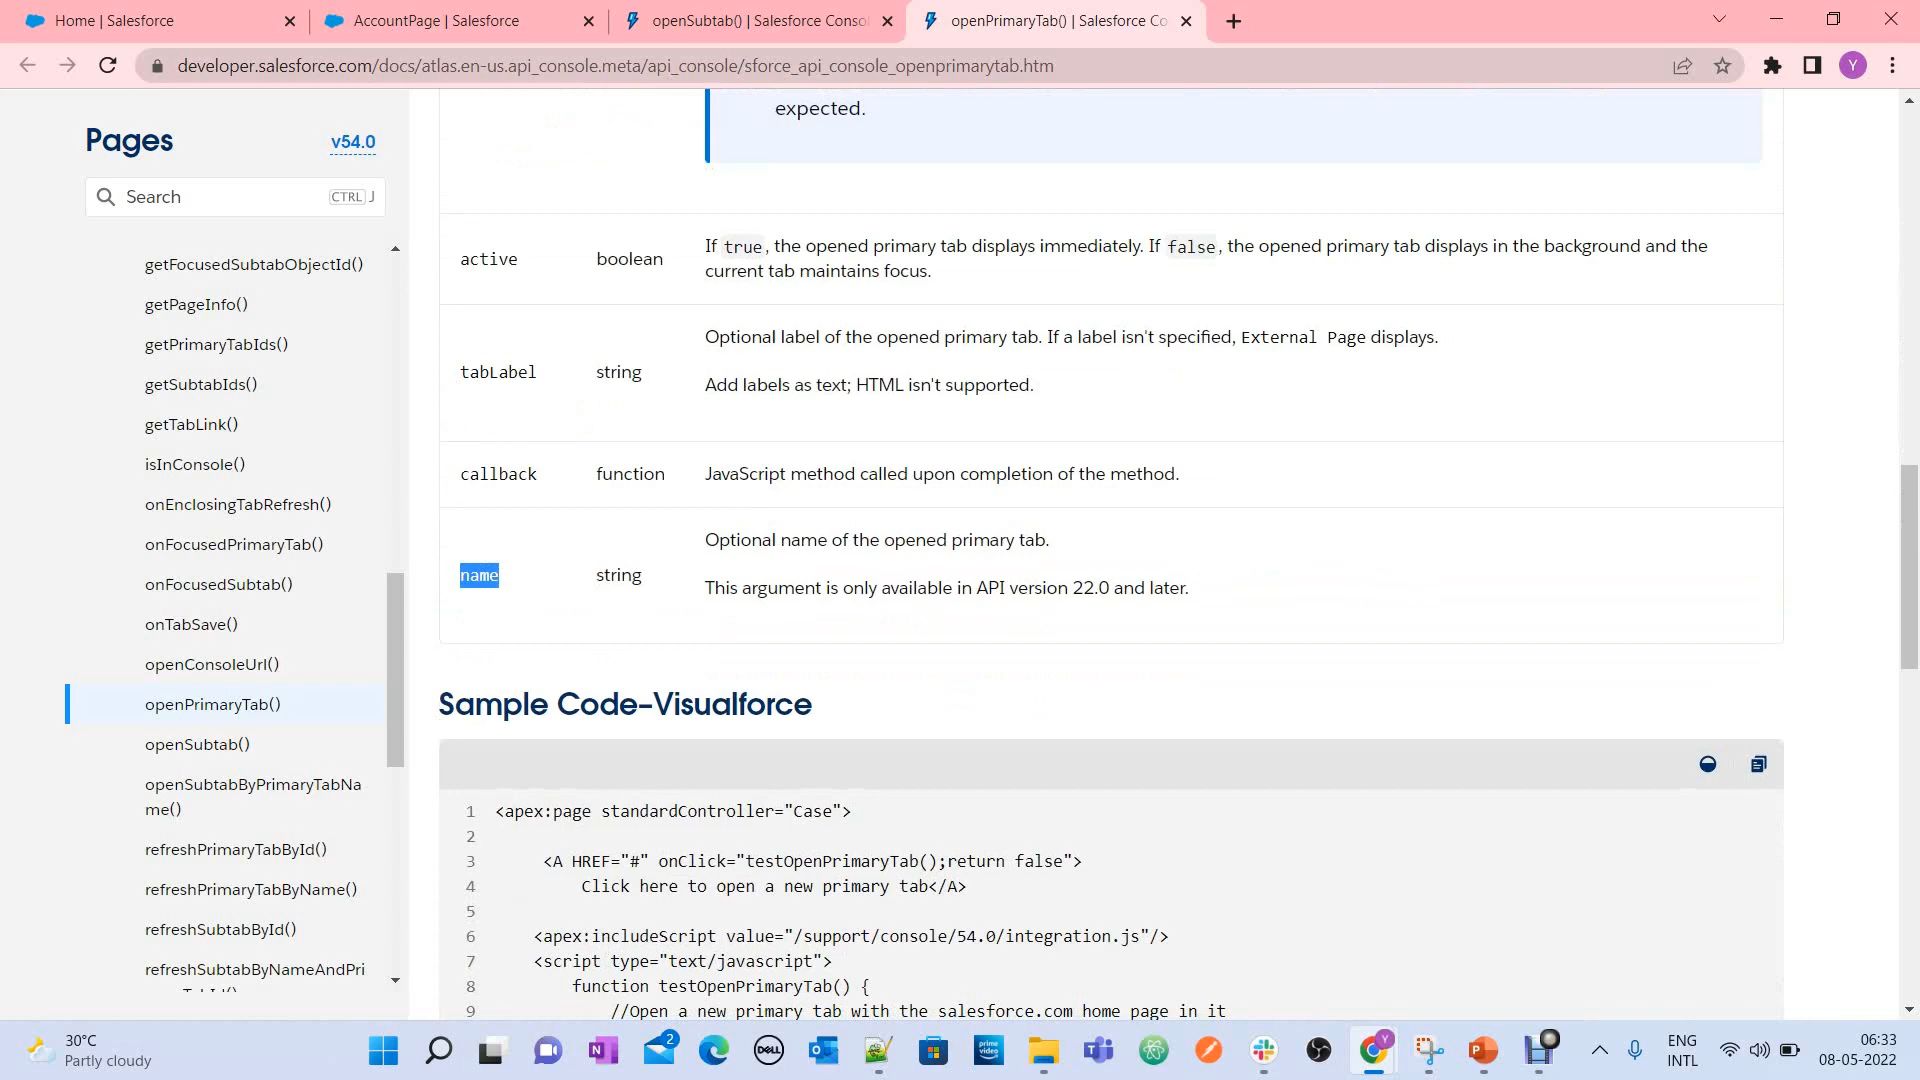 Home | Salesforce
AccountPage | Salesforce
openSubtab() | Salesforce Conso
openPrimaryTab() | Salesforce Co
developer.salesforce.com/docs/atlas.en-us.api_console.meta/api_console/sforce_api_console_openprimarytab.htm
Y
Pages
v54.0
Search
CTRL J
getFocusedSubtabObjectId()
getPageInfo()
getPrimaryTabIds()
getSubtabIds()
getTabLink()
isInConsole()
onEnclosingTabRefresh()
onFocusedPrimaryTab()
onFocusedSubtab()
onTabSave()
openConsoleUrl()
openPrimaryTab()
openSubtab()
openSubtabByPrimaryTabNa
me()
refreshPrimaryTabById()
refreshPrimaryTabByName()
refreshSubtabById()
refreshSubtabByNameAndPri
expected.
active boolean If true, the opened primary tab displays immediately. If false, the opened primary tab displays in the background and the
current tab maintains focus.
tabLabel string Optional label of the opened primary tab. If a label isn't specified, External Page displays.
Add labels as text; HTML isn't supported.
callback function JavaScript method called upon completion of the method.
name string Optional name of the opened primary tab.
This argument is only available in API version 22.0 and later.
Sample Code–Visualforce
1 <apex:page standardController="Case">
2
3 <A HREF="#" onClick="testOpenPrimaryTab();return false">
4 Click here to open a new primary tab</A>
5
6 <apex:includeScript value="/support/console/54.0/integration.js"/>
7 <script type="text/javascript">
8 function testOpenPrimaryTab() {
9 //Open a new primary tab with the salesforce.com home page in it
30°C
Partly cloudy
2
DELL
prime video
Y
ENG
INTL
06:33
08-05-2022